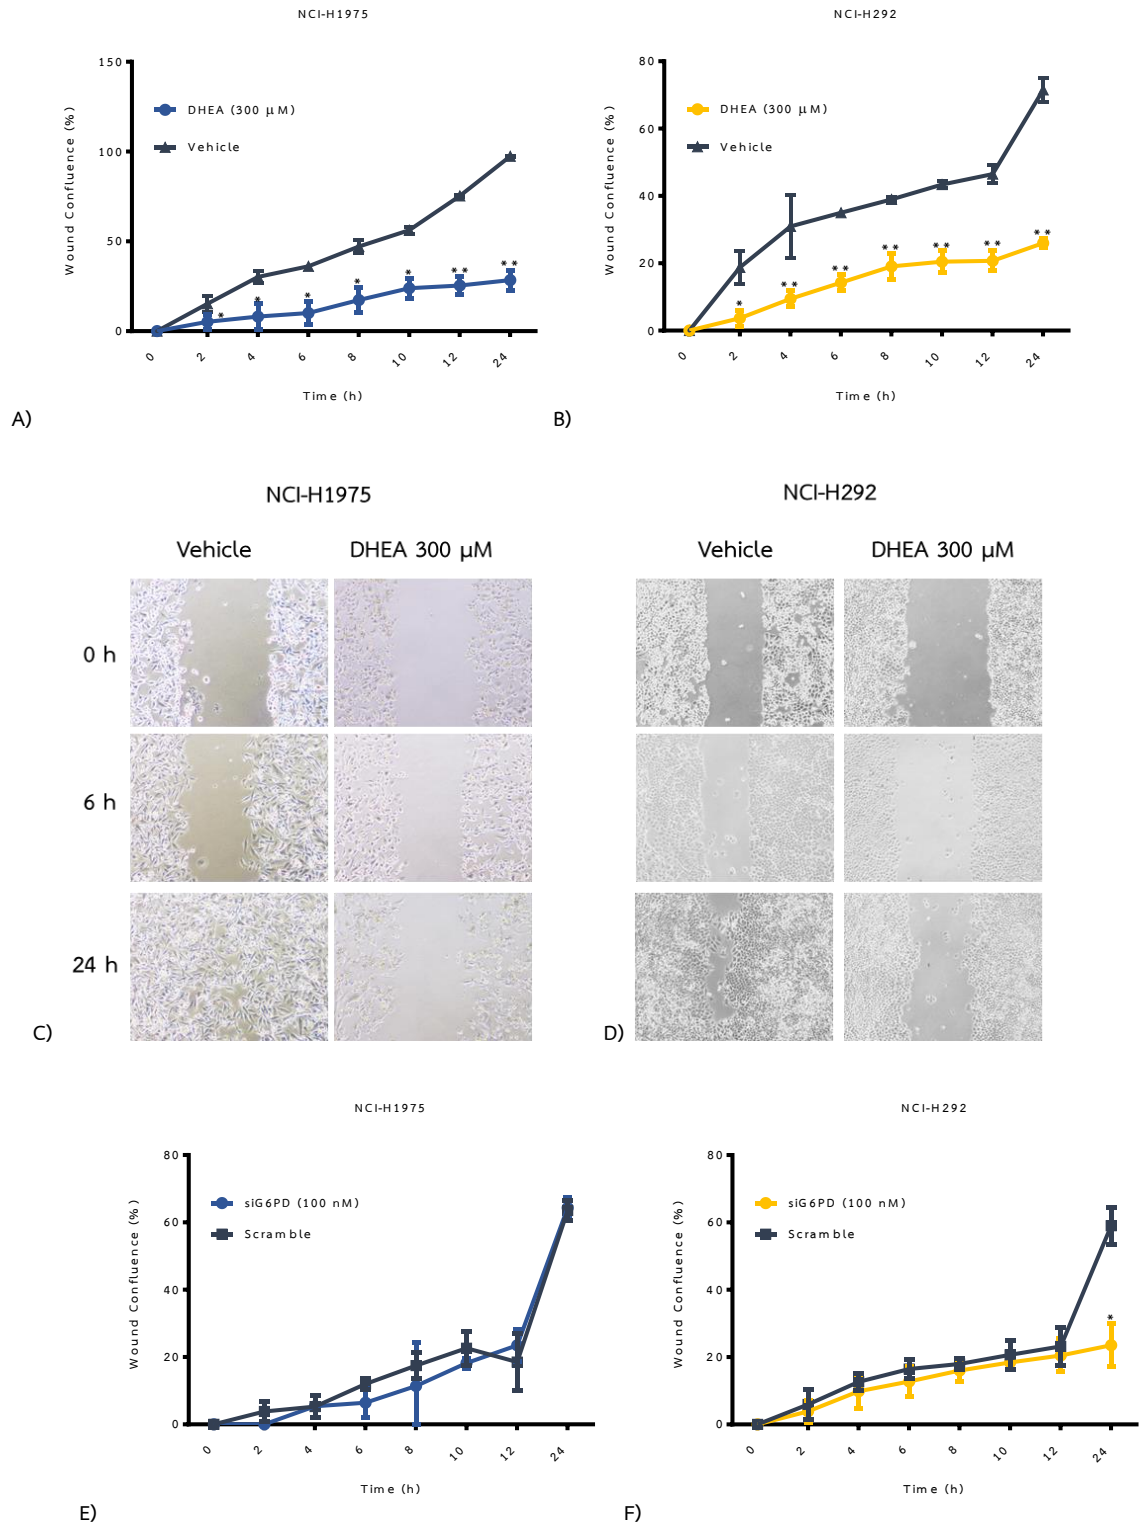 NCI-H1975
NCI-H292
150
100
50
0
Wound Confluence (%)
DHEA (300 µM)
Vehicle
*
*
*
*
*
**
**
0
2
4
6
8
10
12
24
Time (h)
A)
80
60
40
20
0
Wound Confluence (%)
DHEA (300 µM)
Vehicle
*
**
**
**
**
**
**
0
2
4
6
8
10
12
24
Time (h)
B)
NCI-H1975
NCI-H292
Vehicle
DHEA 300 µM
Vehicle
DHEA 300 µM
0 h
6 h
24 h
C)
D)
NCI-H1975
NCI-H292
80
60
40
20
0
Wound Confluence (%)
siG6PD (100 nM)
Scramble
0
2
4
6
8
10
12
24
Time (h)
E)
80
60
40
20
0
Wound Confluence (%)
siG6PD (100 nM)
Scramble
*
0
2
4
6
8
10
12
24
Time (h)
F)